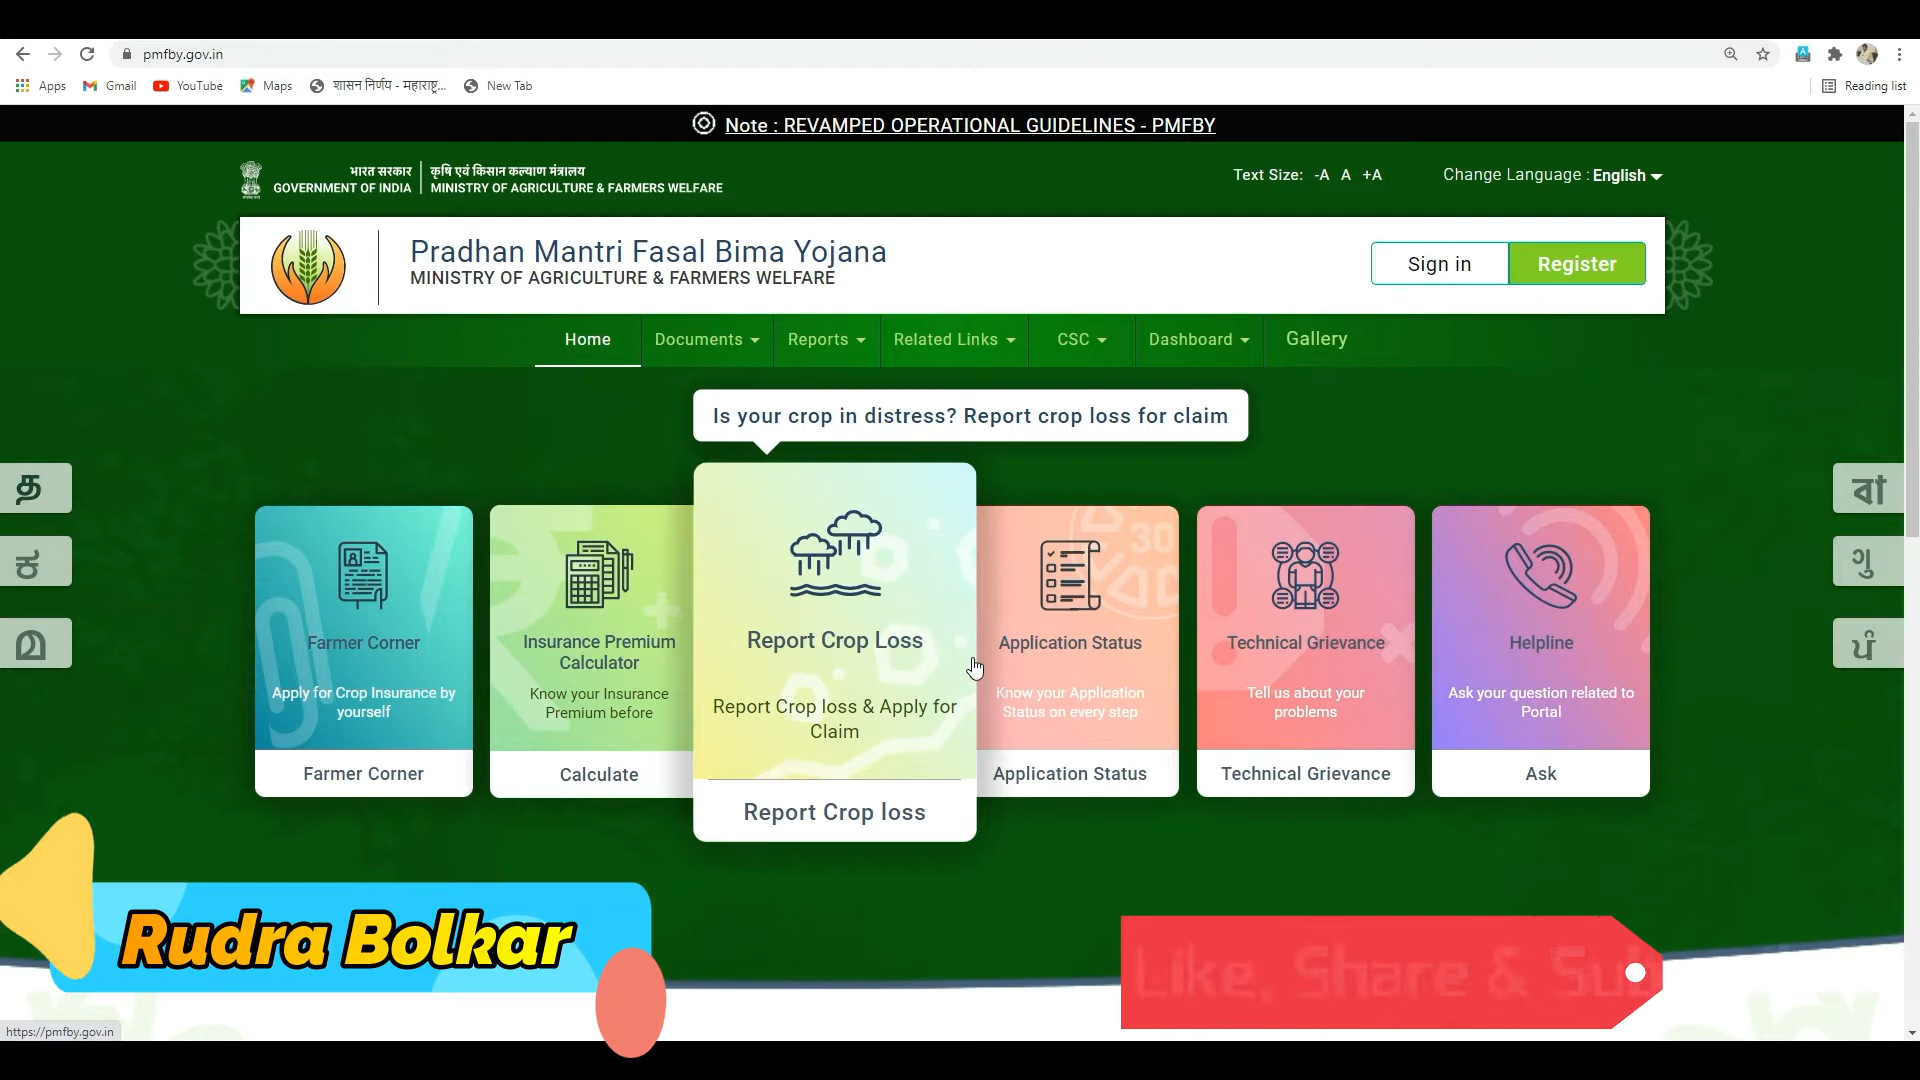 pmfby.gov.in
Apps
Gmail
YouTube
Maps
शासन निर्णय - महाराष्ट्र...
New Tab
Reading list
Note : REVAMPED OPERATIONAL GUIDELINES - PMFBY
भारत सरकार
GOVERNMENT OF INDIA
कृषि एवं किसान कल्याण मंत्रालय
MINISTRY OF AGRICULTURE & FARMERS WELFARE
Text Size: -A A +A
Change Language : English
Pradhan Mantri Fasal Bima Yojana
MINISTRY OF AGRICULTURE & FARMERS WELFARE
Sign in
Register
Home
Documents
Reports
Related Links
CSC
Dashboard
Gallery
Is your crop in distress? Report crop loss for claim
த
ಕ
മ
বা
ગુ
ਪੰ
Farmer Corner
Apply for Crop Insurance by
yourself
Farmer Corner
Insurance Premium
Calculator
Know your Insurance
Premium before
Calculate
Report Crop Loss
Report Crop loss & Apply for
Claim
Report Crop loss
Application Status
Know your Application
Status on every step
Application Status
Technical Grievance
Tell us about your
problems
Technical Grievance
Helpline
Ask your question related to
Portal
Ask
Rudra Bolkar
Like, Share & Su
https://pmfby.gov.in